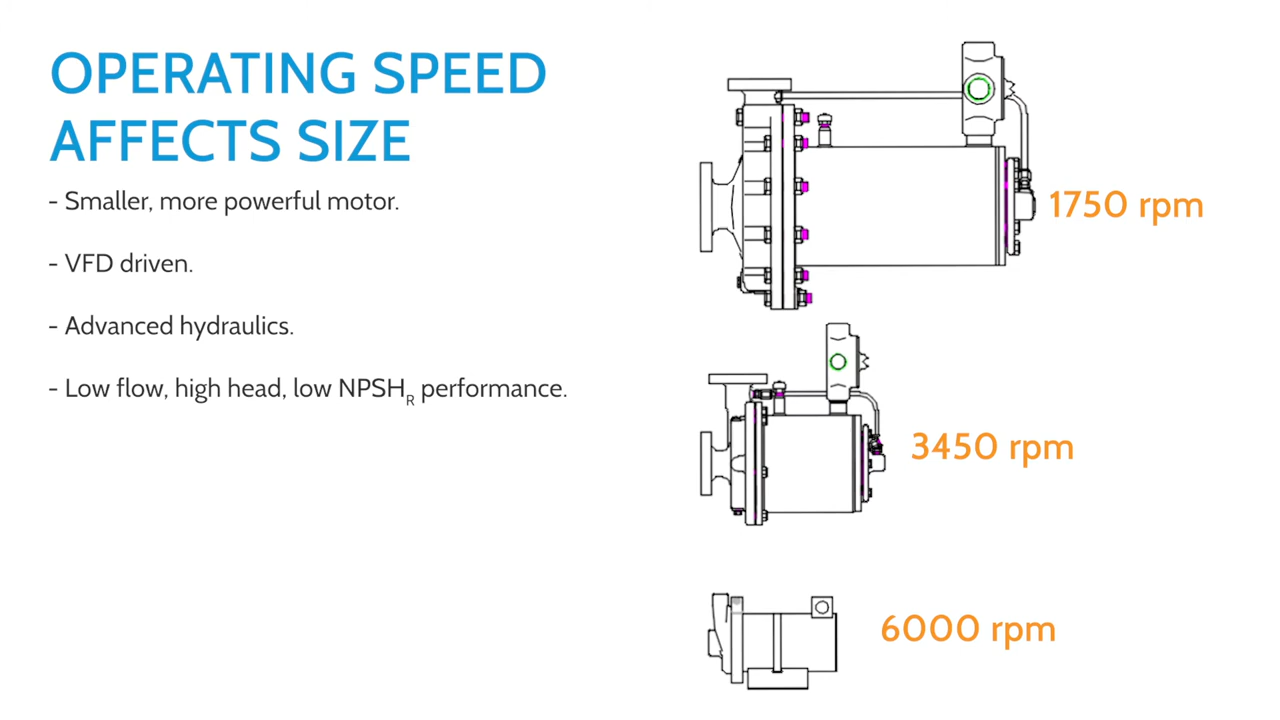 OPERATING SPEED
AFFECTS SIZE
- Smaller, more powerful motor.
- VFD driven.
- Advanced hydraulics.
- Low flow, high head, low NPSHR performance.
1750 rpm
3450 rpm
6000 rpm